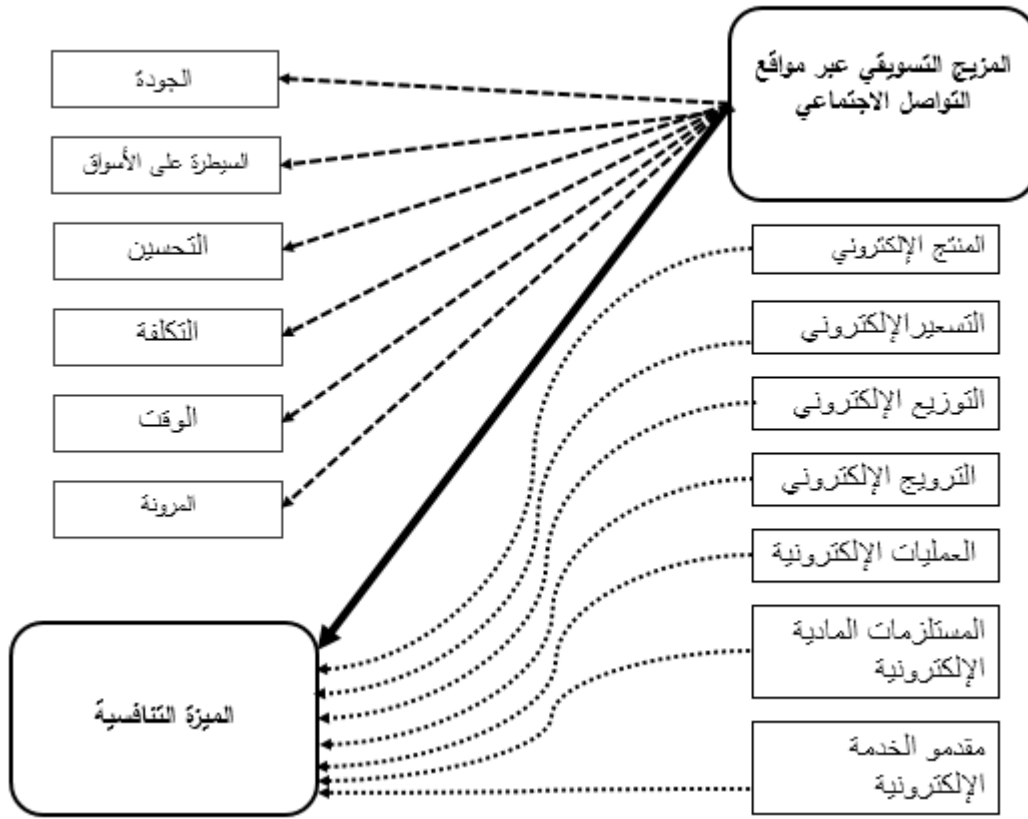 المزيج التسويقي عبر مواقع
التواصل الاجتماعي
المنتج الإلكتروني
التسعيرالإلكتروني
التوزيع الإلكتروني
الترويج الإلكتروني
العمليات الإلكترونية
المستلزمات المادية
الإلكترونية
مقدمو الخدمة
الإلكترونية
الجودة
السيطرة على الأسواق
التحسين
التكلفة
الوقت
المرونة
الميزة التنافسية